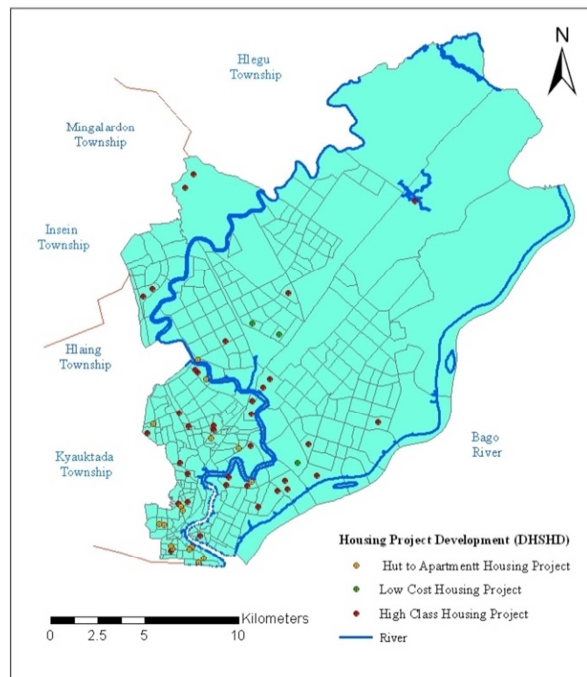 N
Hlegu
Township
Mingalardon
Township
Insein
Township
Hlaing
Township
Kyauktada
Township
Bago
River
Housing Project Development (DHSHD)
Hut to Apartmentt Housing Project
Low Cost Housing Project
High Class Housing Project
River
Kilometers
0 2.5 5 10